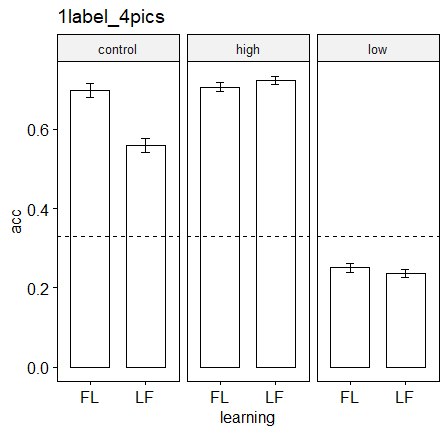 1label_4pics
control high low
acc
0.6
0.4
0.2
0.0
FL LF FL LF FL LF
learning